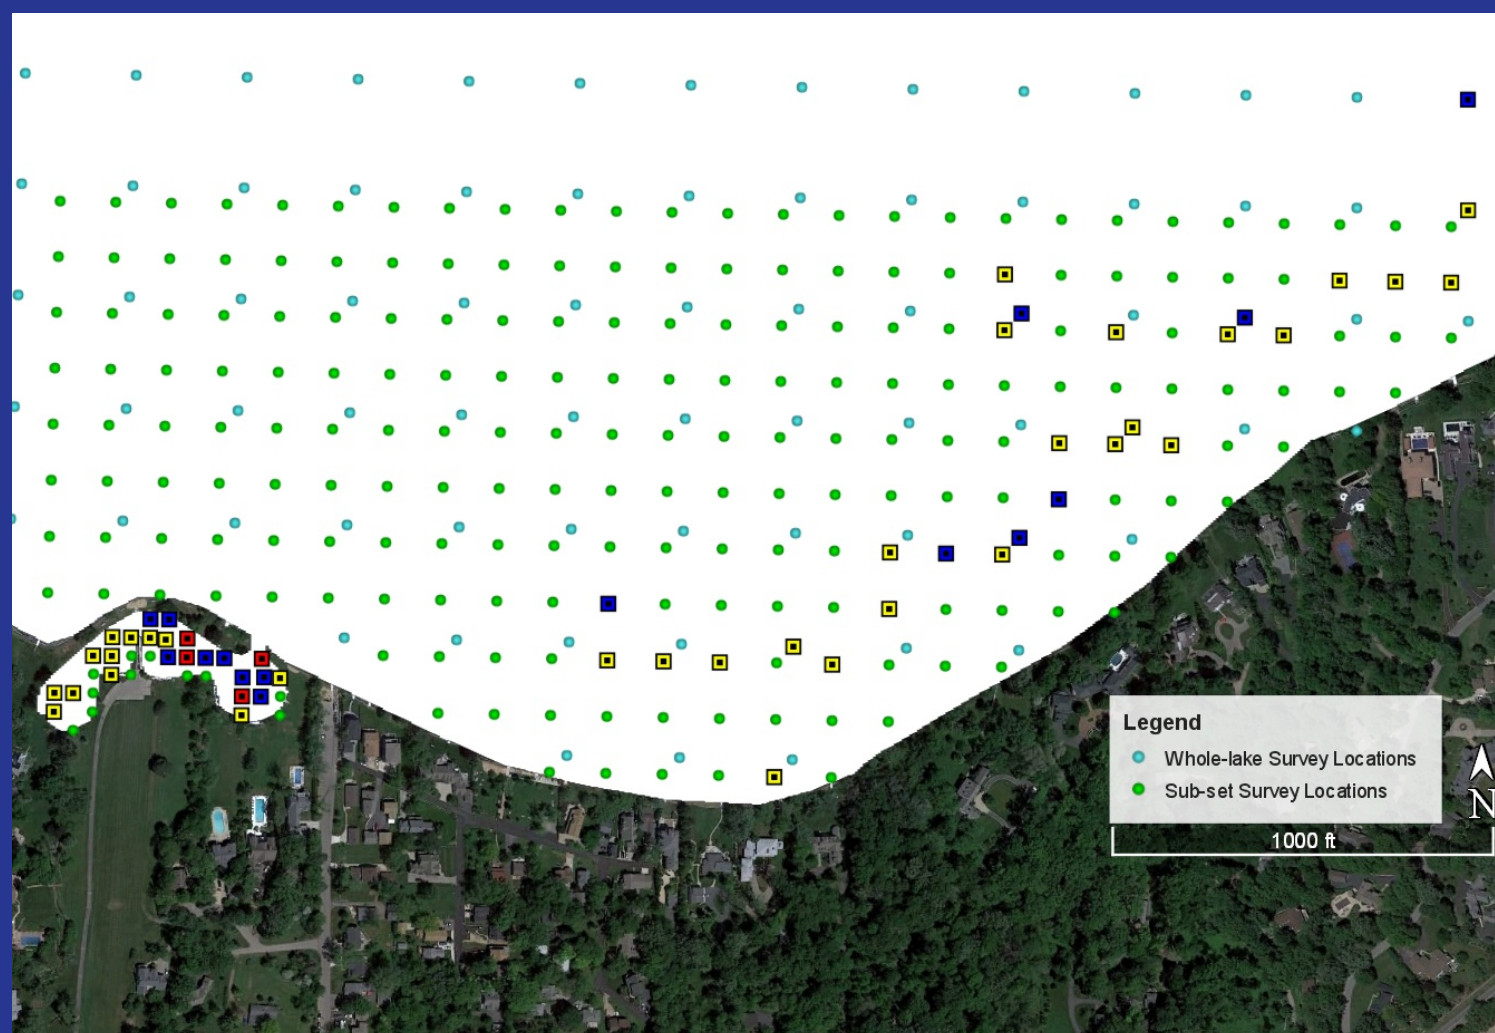 Legend
Whole-lake Survey Locations
Sub-set Survey Locations
N
1000 ft